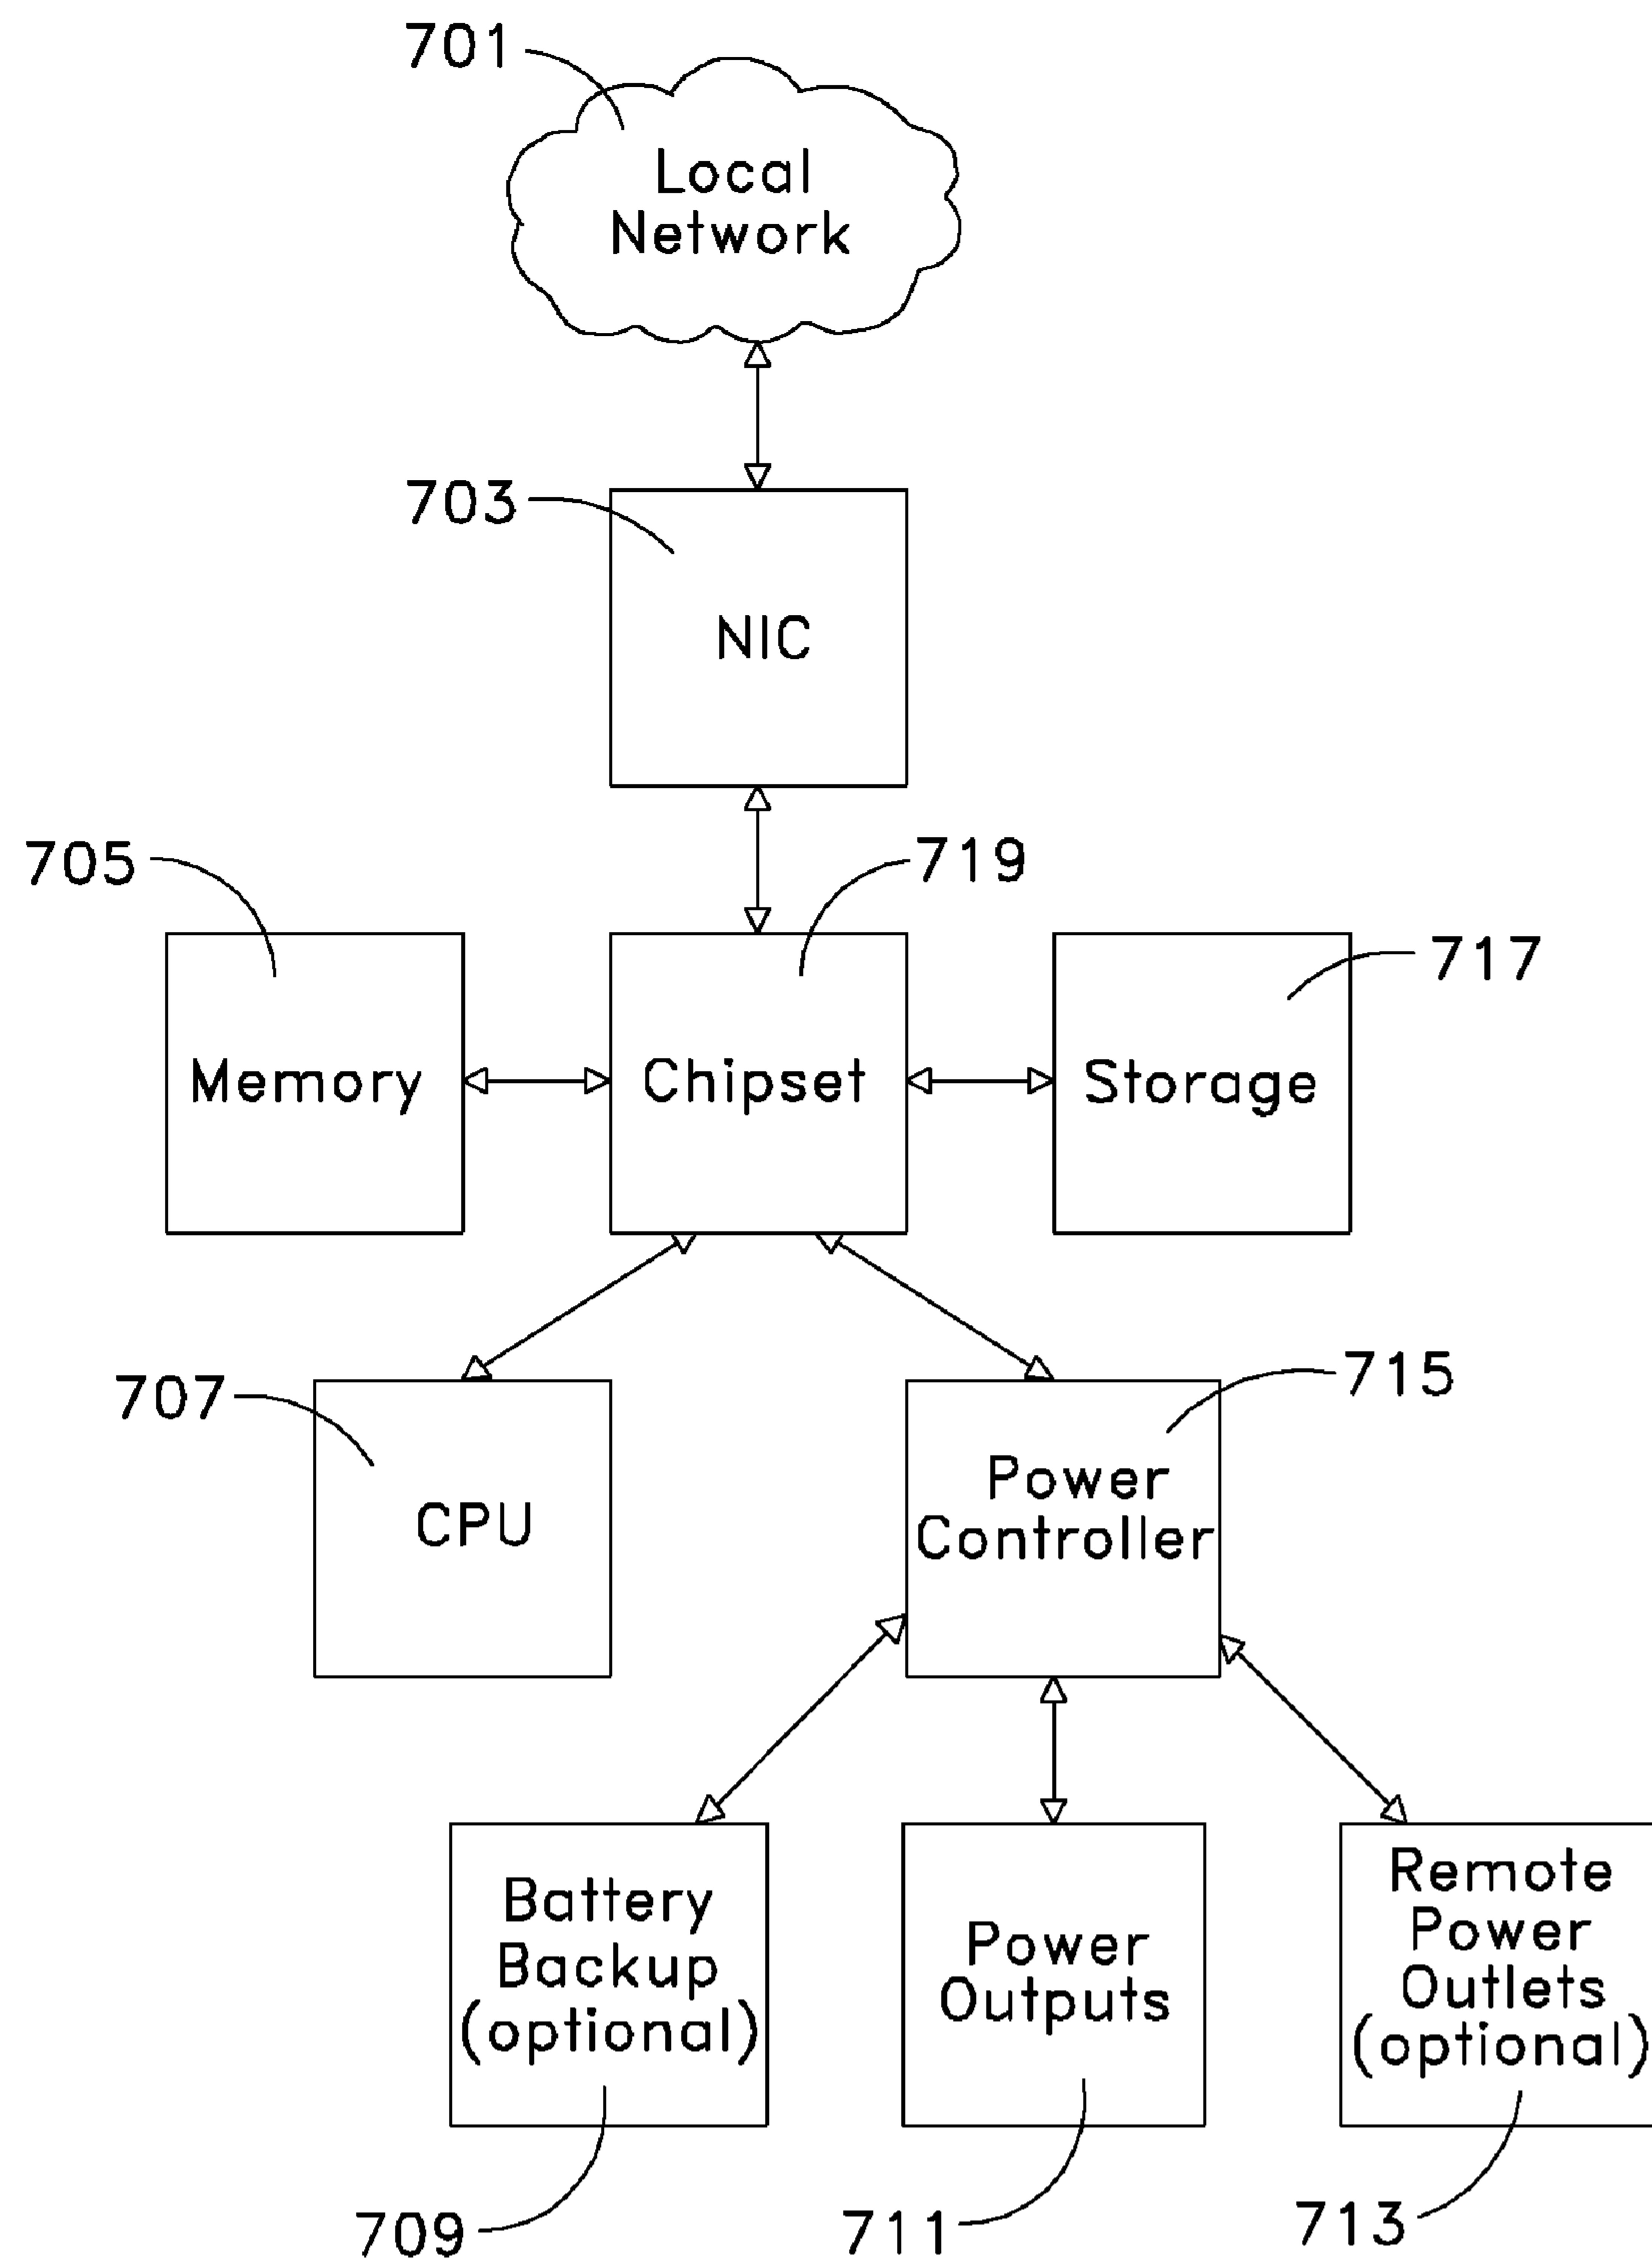 701
Local
Network
703
NIC
705
719
717
Memory
Chipset
Storage
707
715
CPU
Power
Controller
Battery
Backup
(optional)
Power
Outputs
Remote
Power
Outlets
(optional)
709
711
713